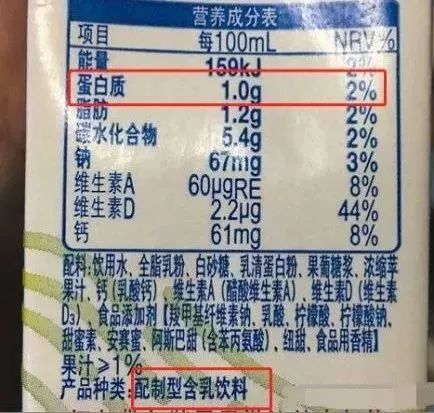 营养成分表
项目 每100mL NRV%
能量 159kJ 2%
蛋白质 1.0g 2%
脂肪 1.2g 2%
碳水化合物 5.4g 2%
钠 67mg 3%
维生素A 60μgRE 8%
维生素D 2.2μg 44%
钙 61mg 8%
配料:饮用水、全脂乳粉、白砂糖、乳清蛋白粉、果葡糖浆、浓缩苹
果汁、钙(乳酸钙)、维生素A(醋酸维生素A)、维生素D(维生素
D₃)、食品添加剂【羧甲基纤维素钠、乳酸、柠檬酸、柠檬酸钠、
甜蜜素、安赛蜜、阿斯巴甜(含苯丙氨酸)、纽甜、食品用香精】
果汁≥1%
产品种类:配制型含乳饮料